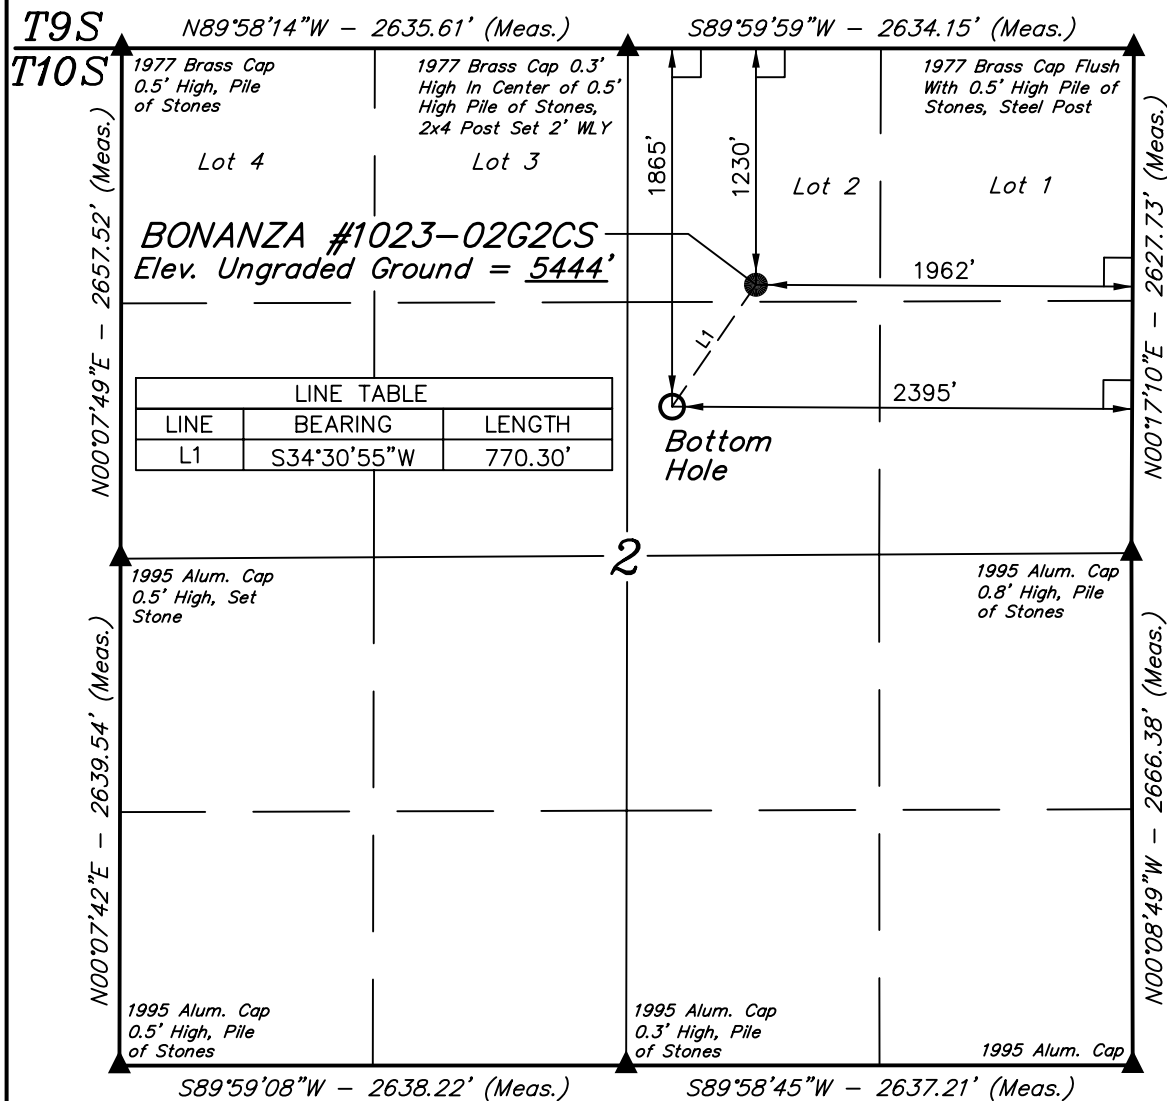 T9S
T10S
N89°58'14"W – 2635.61' (Meas.)
S89°59'59"W – 2634.15' (Meas.)
1977 Brass Cap
0.5' High, Pile
of Stones
1977 Brass Cap 0.3'
High In Center of 0.5'
High Pile of Stones,
2x4 Post Set 2' WLY
1977 Brass Cap Flush
With 0.5' High Pile of
Stones, Steel Post
N00°07'49"E – 2657.52' (Meas.)
N00°17'10"E – 2627.73' (Meas.)
Lot 4
Lot 3
Lot 2
Lot 1
1865'
1230'
BONANZA #1023–02G2CS
Elev. Ungraded Ground = 5444'
1962'
L1
2395'
Bottom
Hole
LINE TABLE
LINE BEARING LENGTH
L1 S34°30'55"W 770.30'
2
1995 Alum. Cap
0.5' High, Set
Stone
1995 Alum. Cap
0.8' High, Pile
of Stones
N00°07'42"E – 2639.54' (Meas.)
N00°08'49"W – 2666.38' (Meas.)
1995 Alum. Cap
0.5' High, Pile
of Stones
1995 Alum. Cap
0.3' High, Pile
of Stones
1995 Alum. Cap
S89°59'08"W – 2638.22' (Meas.)
S89°58'45"W – 2637.21' (Meas.)